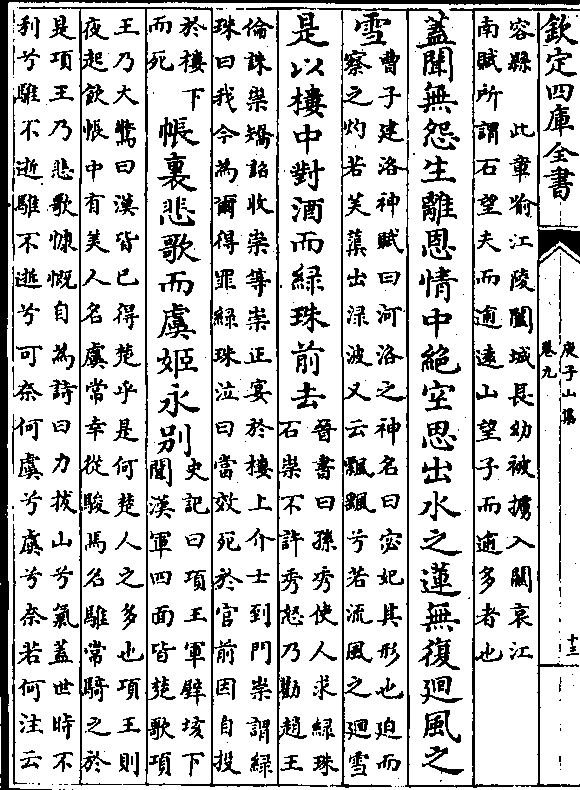 欽定四庫全書
庾子山集
卷九
十三
容縣　此章喻江陵闔城長幼被擄入關哀江
南賦所謂石望夫而逾遠山望子而逾多者也
蓋聞無怨生離恩情中絶空思出水之蓮無復廻風之
雪
曹子建洛神賦曰河洛之神名曰宓妃其形也迫而
察之灼若芙蕖出淥波又云飄颻兮若流風之廻雪
是以樓中對酒而緑珠前去
晉書曰孫秀使人求緑珠
石崇不許秀怒乃勸趙王
倫誅崇矯詔收崇等崇正宴於樓上介士到門崇謂緑
珠曰我今為爾得罪緑珠泣曰當效死於官前因自投
於樓下
而死
帳裏悲歌而虞姬永别
史記曰項王軍壁垓下
聞漢軍四面皆楚歌項
王乃大驚曰漢皆已得楚乎是何楚人之多也項王則
夜起飲帳中有美人名虞常幸從駿馬名騅常騎之於
是項王乃悲歌慷慨自為詩曰力拔山兮氣蓋世時不
利兮騅不逝騅不逝兮可奈何虞兮虞兮奈若何注云